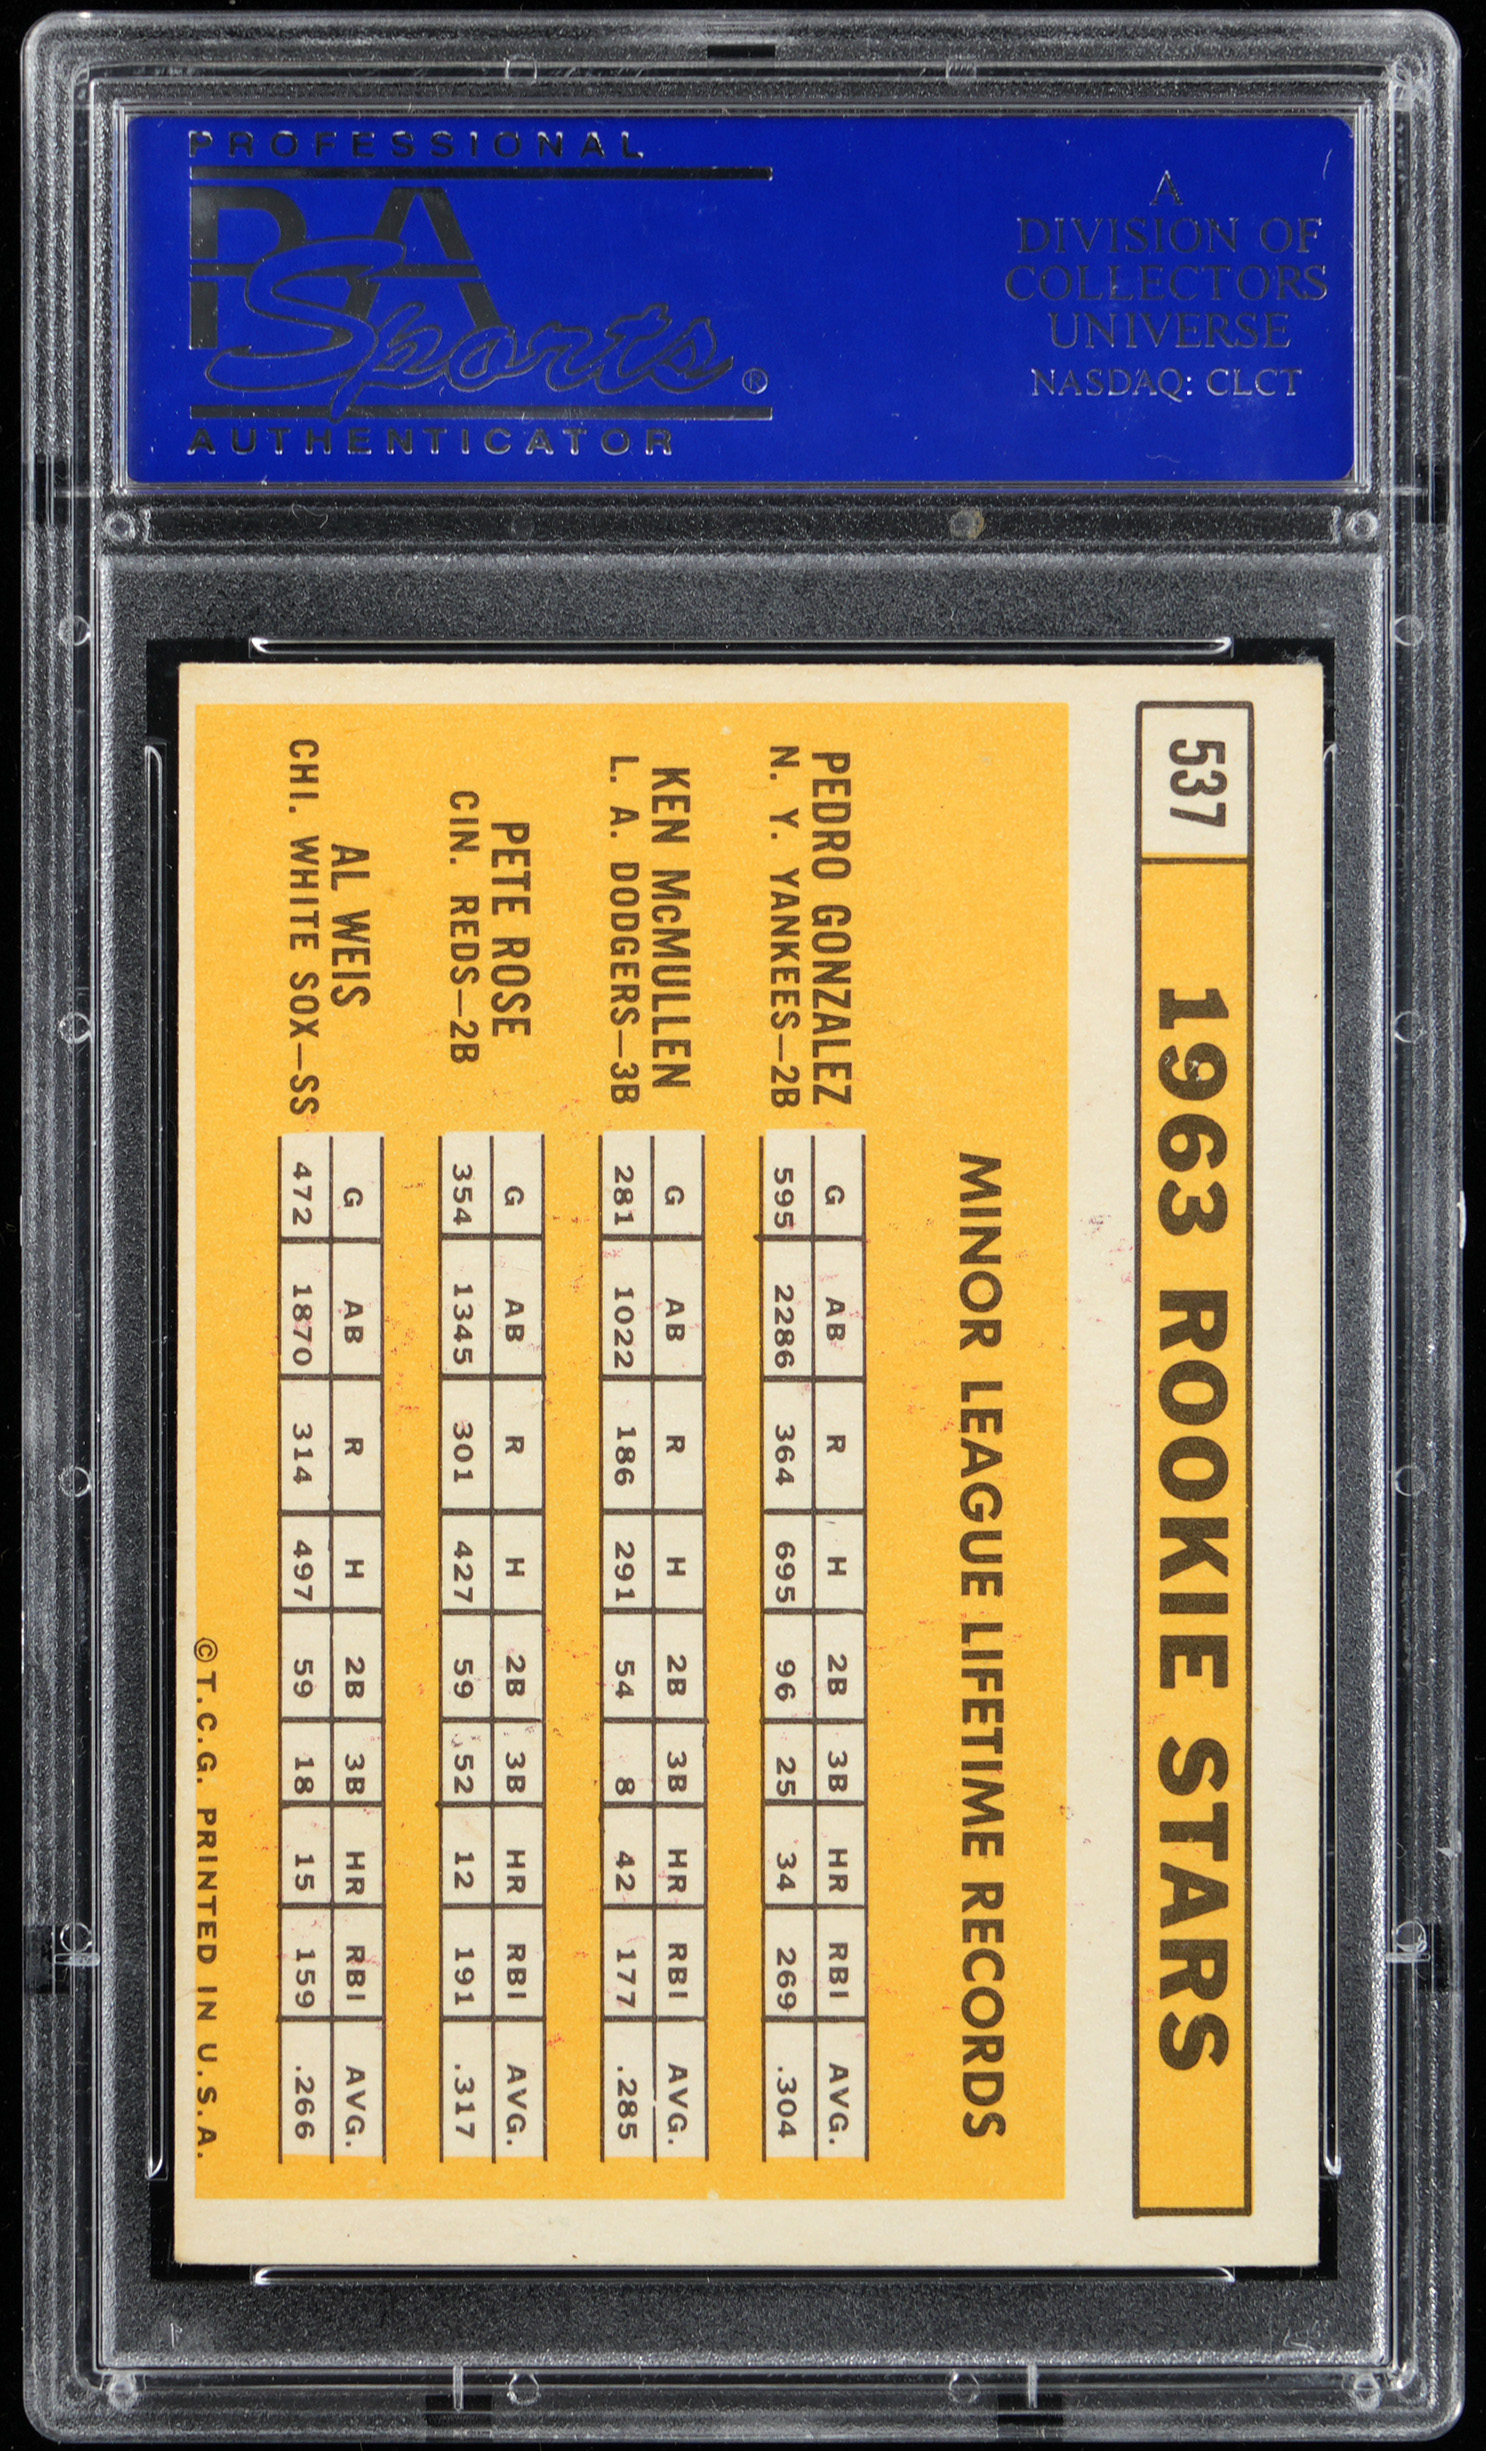 PROFESSIONAL
PSA
Sports®
AUTHENTICATOR
A
DIVISION OF
COLLECTORS
UNIVERSE
NASDAQ: CLCT
537 1963 ROOKIE STARS
MINOR LEAGUE LIFETIME RECORDS
PEDRO GONZALEZ G AB R H 2B 3B HR RBI AVG.
N. Y. YANKEES—2B 595 2286 364 695 96 25 34 269 .304
KEN McMULLEN G AB R H 2B 3B HR RBI AVG.
L. A. DODGERS—3B 281 1022 186 291 54 8 42 177 .285
PETE ROSE G AB R H 2B 3B HR RBI AVG.
CIN. REDS—2B 354 1345 301 427 59 52 12 191 .317
AL WEIS G AB R H 2B 3B HR RBI AVG.
CHI. WHITE SOX—SS 472 1870 314 497 59 18 15 159 .266
©T.C.G. PRINTED IN U.S.A.